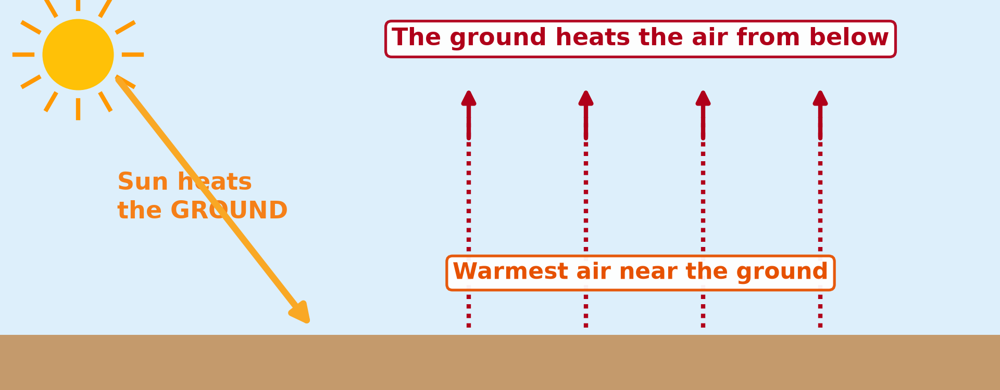 The ground heats the air from below
Sun heats
the GROUND
Warmest air near the ground